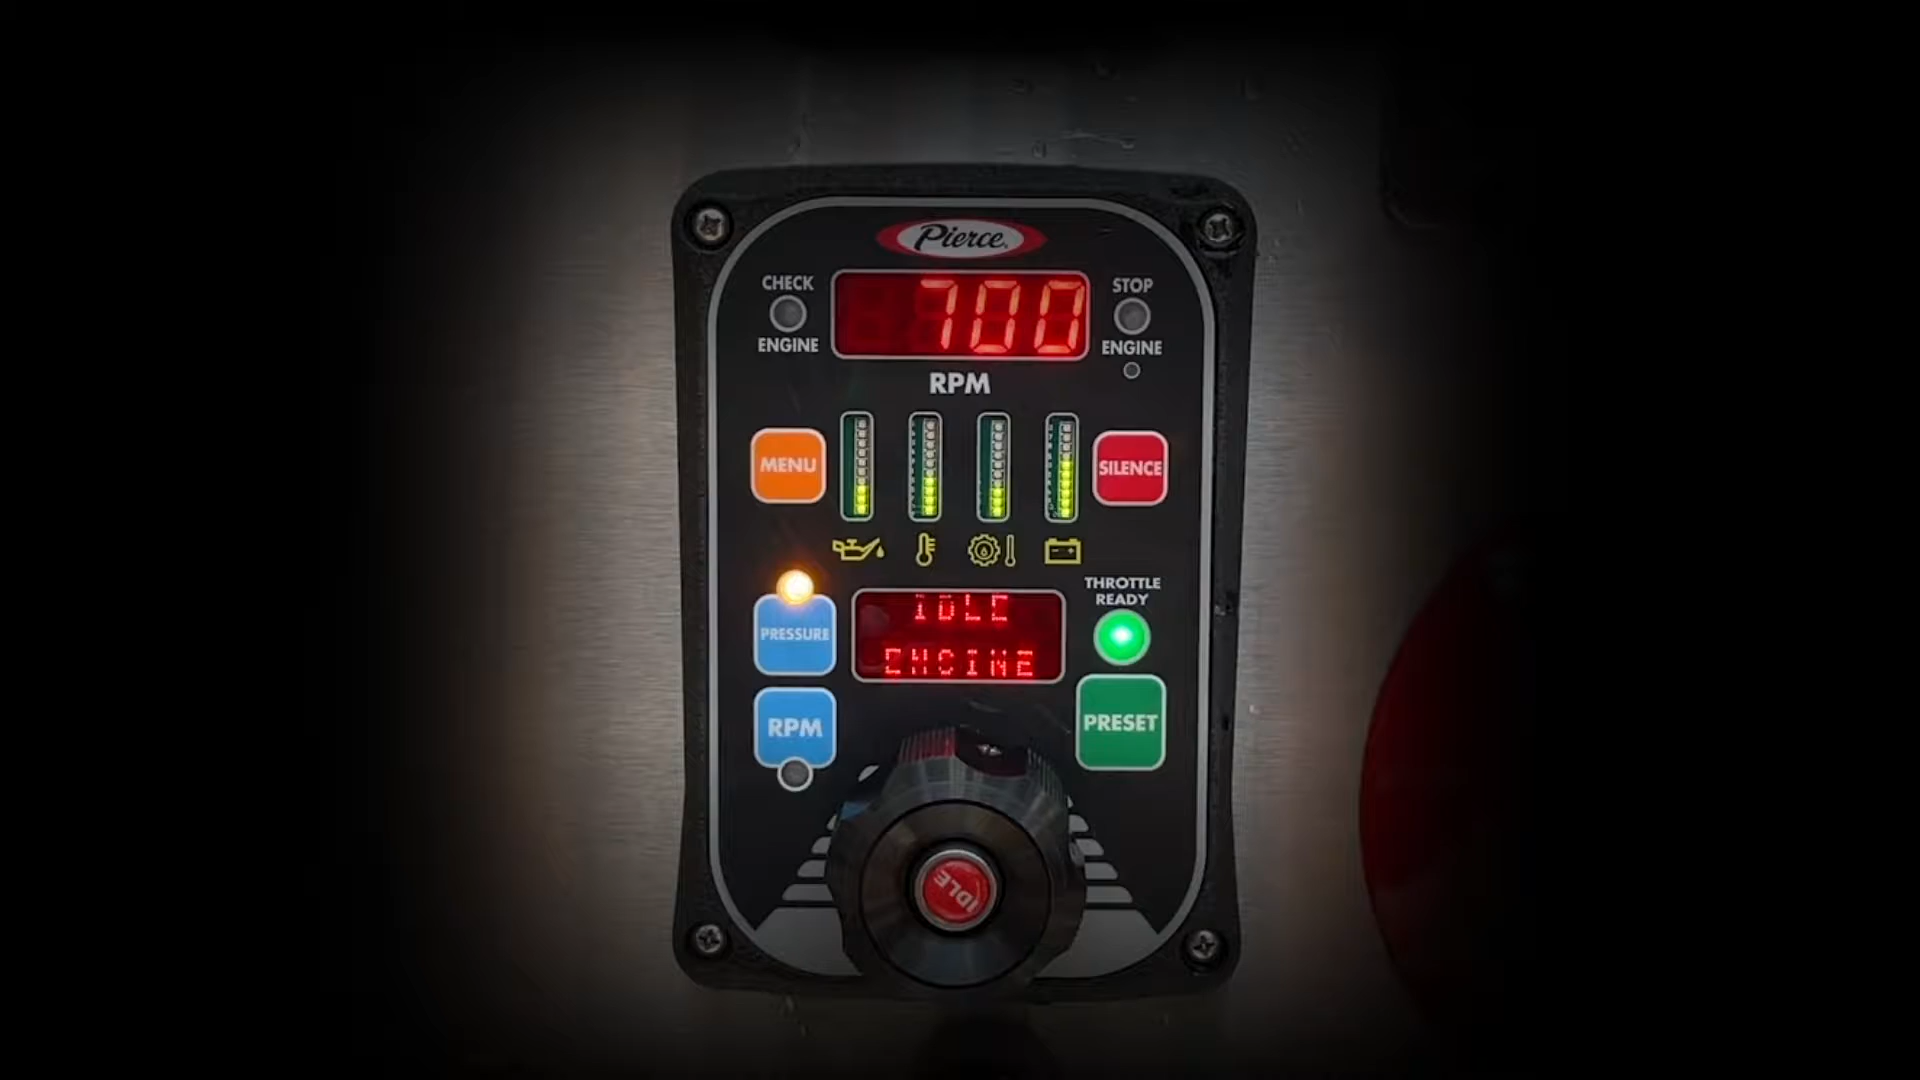 Pierce
CHECK
ENGINE
700
STOP
ENGINE
RPM
MENU
SILENCE
PRESSURE
IDLE
ENGINE
THROTTLE
READY
RPM
PRESET
IDLE